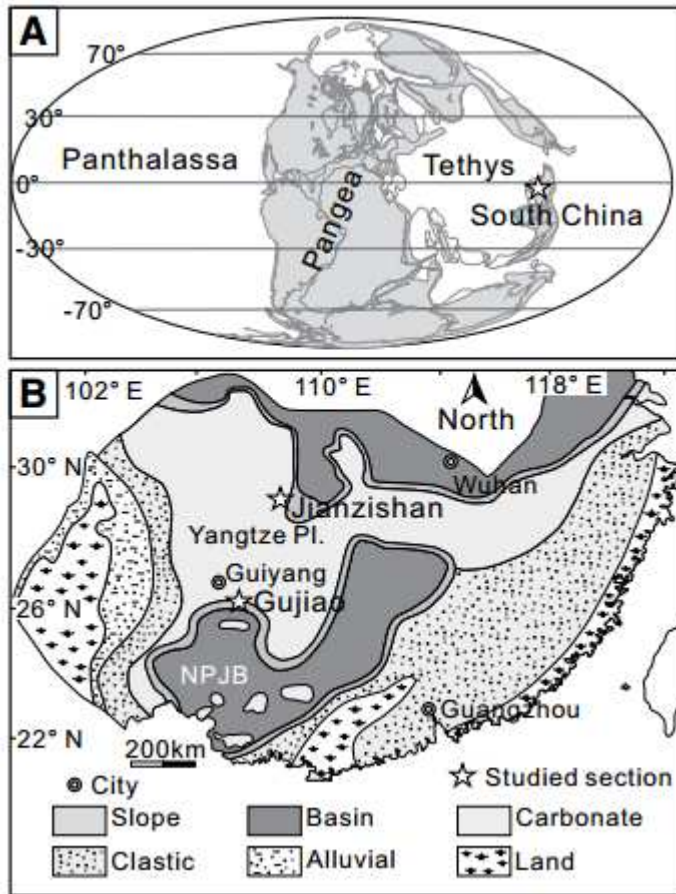 A
70°
30°
Panthalassa
Tethys
0°
South China
Pangea
-30°
-70°
B
102° E
110° E
118° E
North
30° N
Wuhan
Jianzishan
Yangtze Pl.
Guiyang
26° N
Gujiao
NPJB
Guangzhou
22° N
200km
City
Studied section
Slope
Basin
Carbonate
Clastic
Alluvial
Land